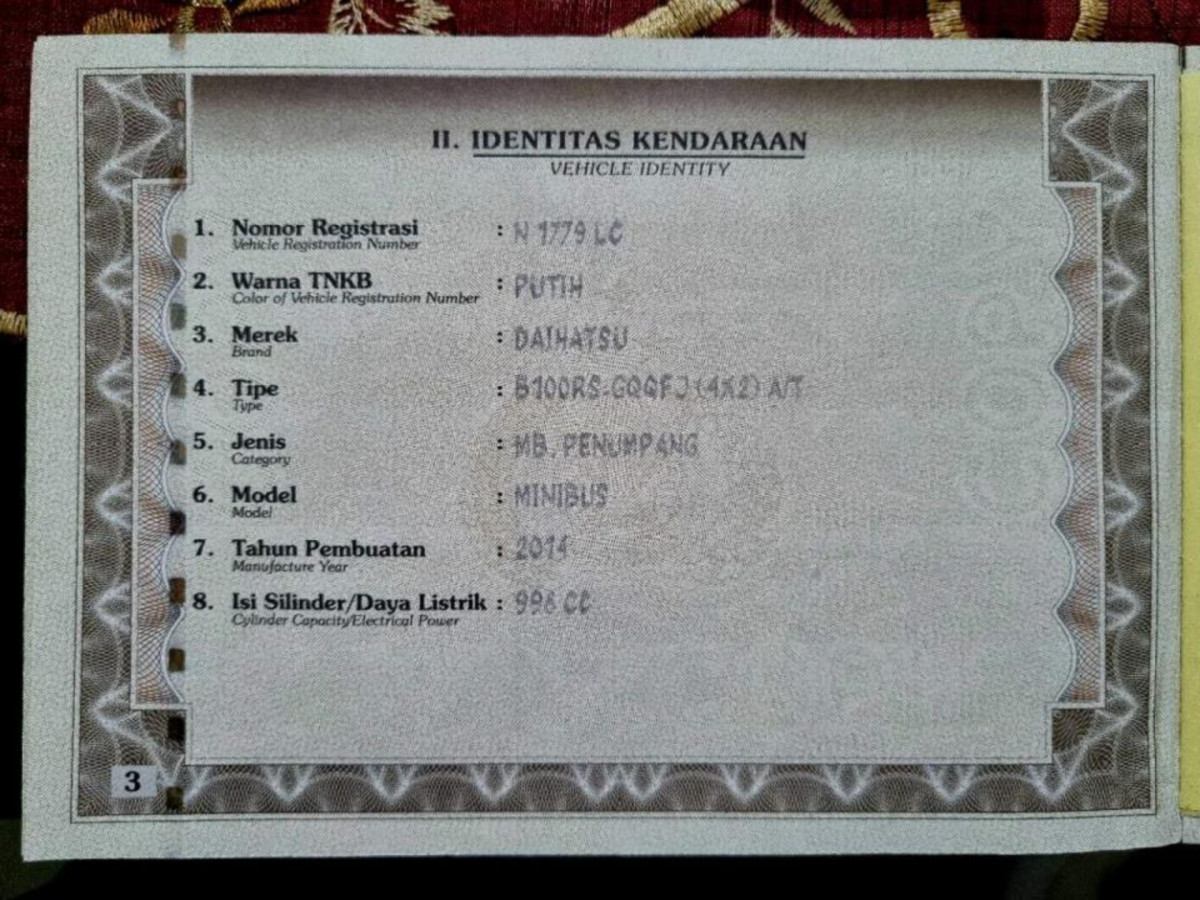 II. IDENTITAS KENDARAAN
VEHICLE IDENTITY
1. Nomor Registrasi : N 1779 LC
Vehicle Registration Number
2. Warna TNKB : PUTIH
Color of Vehicle Registration Number
3. Merek : DAIHATSU
Brand
4. Tipe : B100RS-GQQFJ (4X2) A/T
Type
5. Jenis : MB. PENUMPANG
Category
6. Model : MINIBUS
Model
7. Tahun Pembuatan : 2014
Manufacture Year
8. Isi Silinder/Daya Listrik : 996 CC
Cylinder Capacity/Electrical Power
3